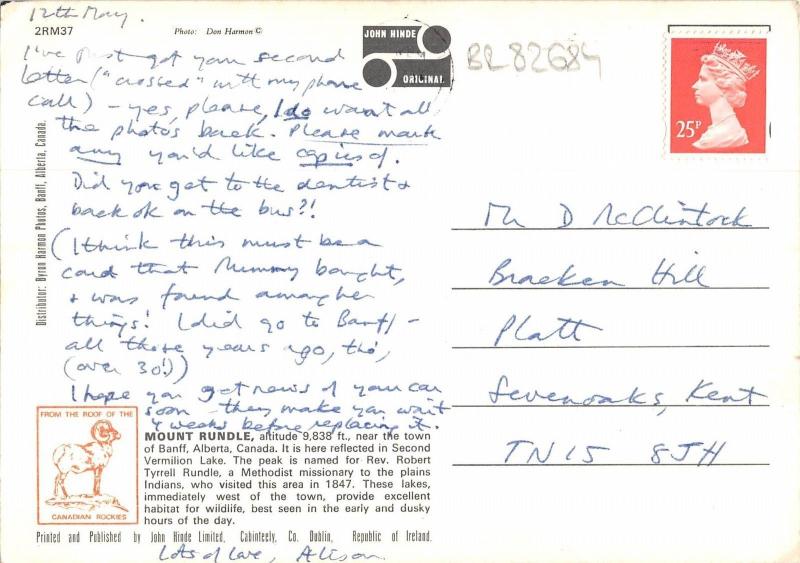 12th May.
2RM37
Photo: Don Harmon ©
JOHN HINDE
ORIGINAL
BR82684
25P
I've just got your second
letter ("crossed" with my phone
call) - yes, please, I do want all
the photo's back. Please mark
any you'd like copies of.
Did you get to the dentist &
back ok on the bus?!
(I think this must be a
card that Mummy bought,
& was found among her
things! I did go to Banff -
all those years ago, tho',
(over 30!))
I hope you get news of your car
soon - they make you wait
4 weeks before replacing it.
Lots of love, Alison
Mr D McClintock
Bracken Hill
Platt
Sevenoaks, Kent
TN15 8JH
Distributor: Byron Harmon Photos, Banff, Alberta, Canada.
FROM THE ROOF OF THE
CANADIAN ROCKIES
MOUNT RUNDLE, altitude 9,838 ft., near the town
of Banff, Alberta, Canada. It is here reflected in Second
Vermilion Lake. The peak is named for Rev. Robert
Tyrrell Rundle, a Methodist missionary to the plains
Indians, who visited this area in 1847. These lakes,
immediately west of the town, provide excellent
habitat for wildlife, best seen in the early and dusky
hours of the day.
Printed and Published by John Hinde Limited, Cabinteely, Co. Dublin, Republic of Ireland.